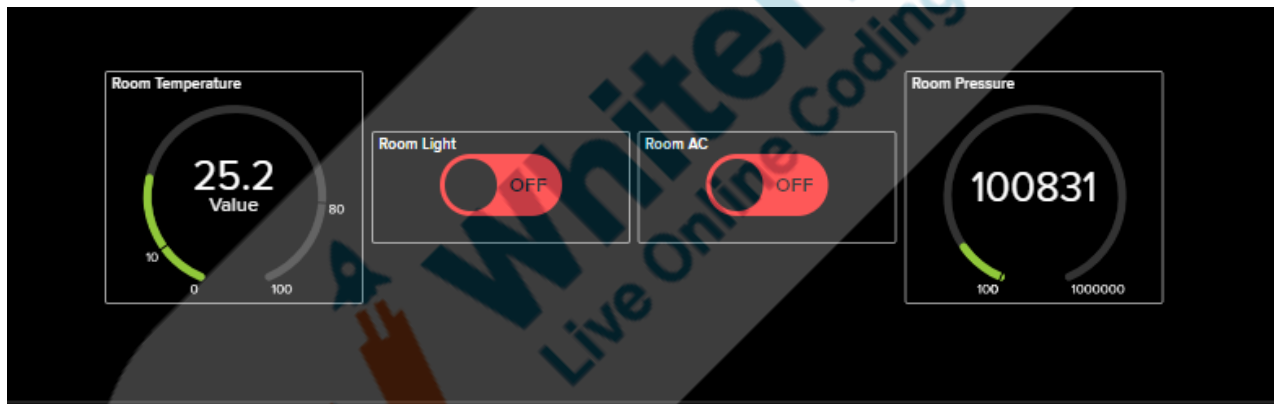 Room Temperature
25.2
Value
10
80
0
100
Room Light
OFF
Room AC
OFF
Room Pressure
100831
100
1000000
Live Online Coding